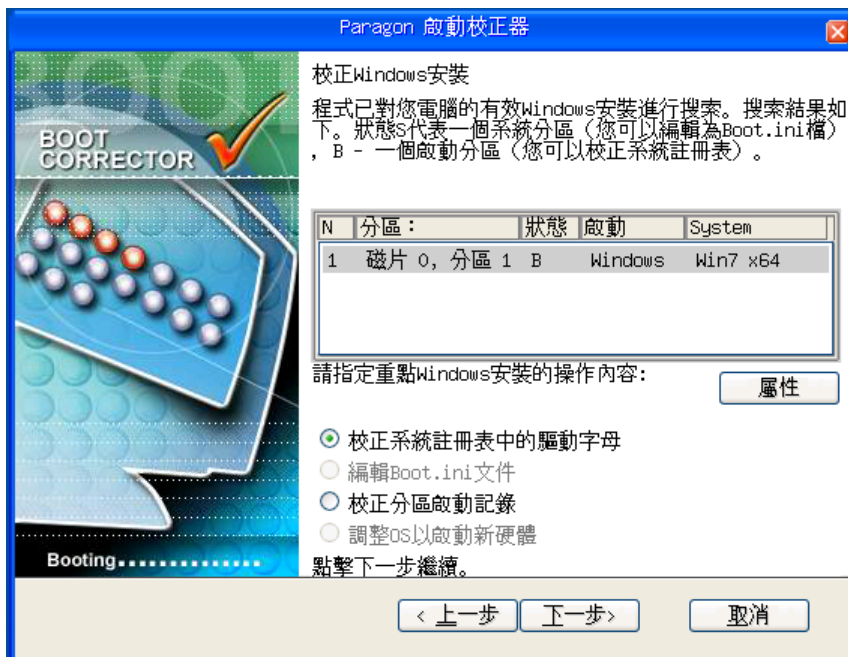 Paragon 啟動校正器
BOOT
BOOT
CORRECTOR
校正Windows安裝
程式已對您電腦的有效Windows安裝進行搜索。搜索結果如
下。狀態S代表一個系統分區（您可以編輯為Boot.ini檔）
, B - 一個啟動分區（您可以校正系統註冊表）。
N 分區： 狀態 啟動 System
1 磁片 0, 分區 1 B Windows Win7 x64
請指定重點Windows安裝的操作內容:
屬性
校正系統註冊表中的驅動字母
編輯Boot.ini文件
校正分區啟動記錄
調整OS以啟動新硬體
Booting..............
點擊下一步繼續。
< 上一步 下一步> 取消